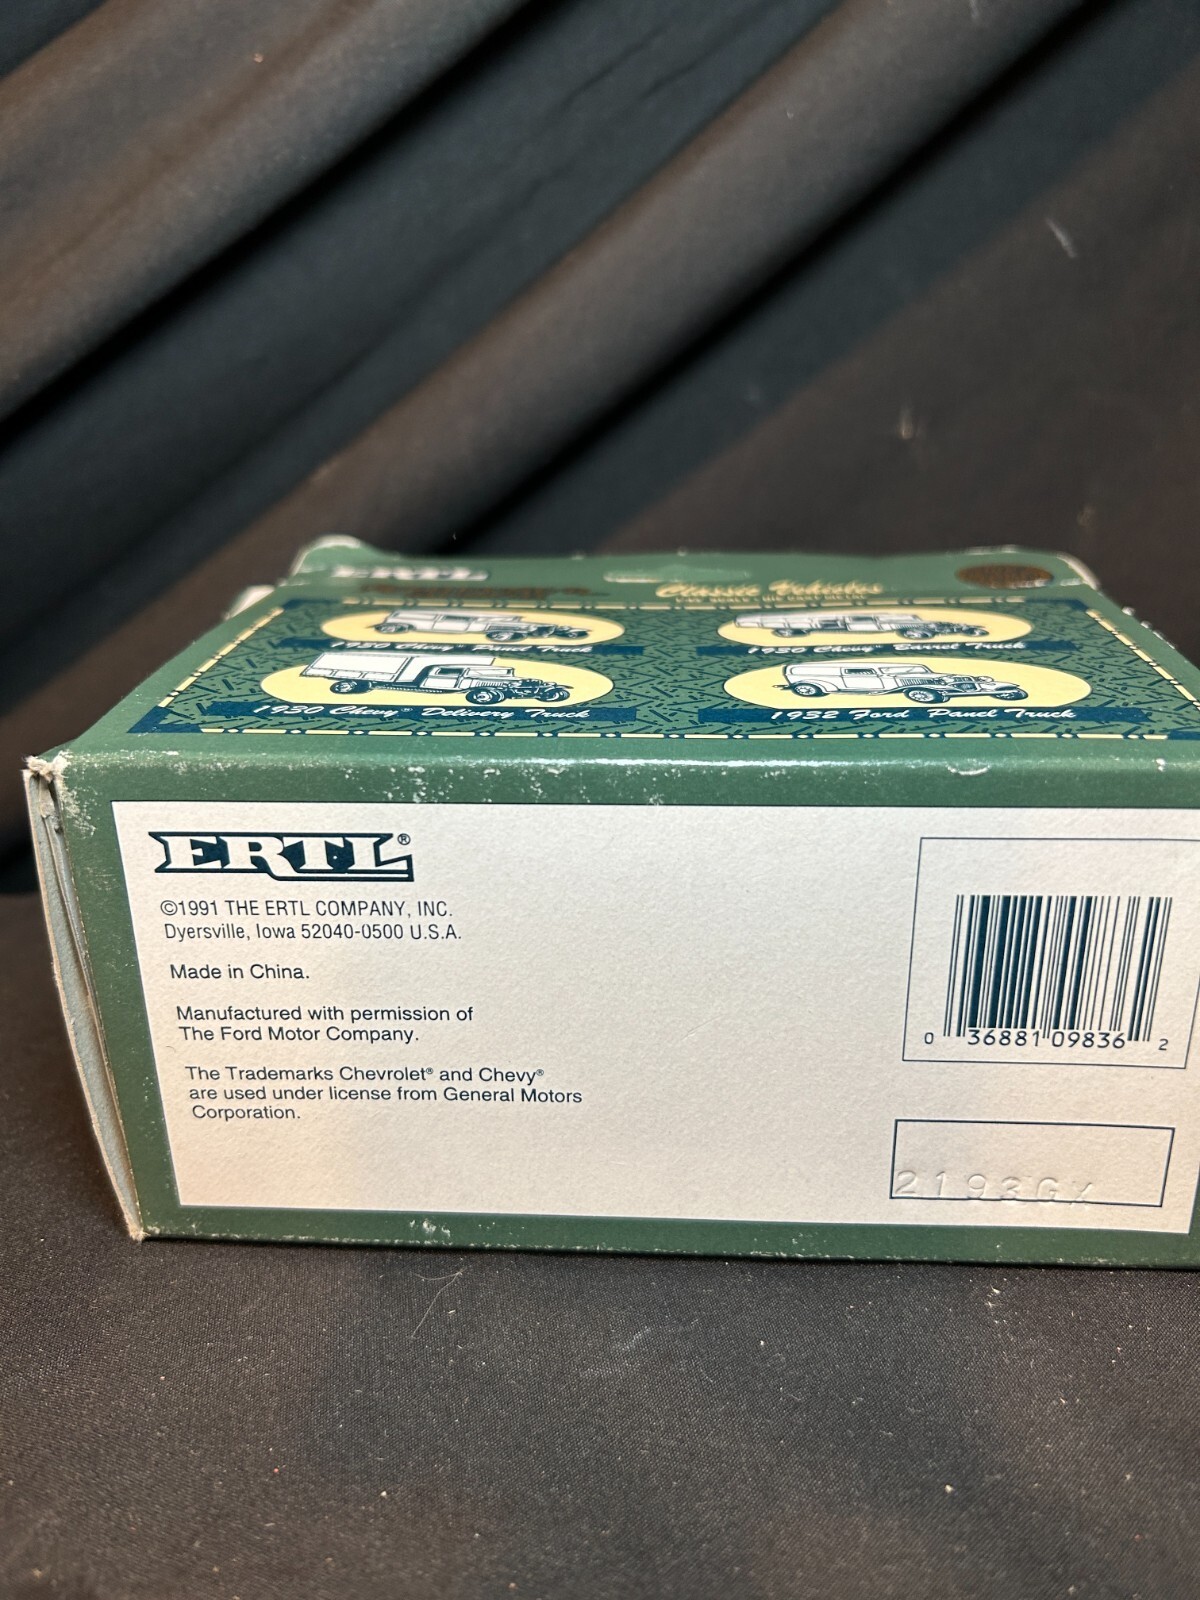 ERTL
Classic Vehicles
1930 Chevy® Panel Truck
1930 Chevy® Barrel Truck
1930 Chevy® Delivery Truck
1932 Ford Panel Truck
ERTL®
©1991 THE ERTL COMPANY, INC.
Dyersville, Iowa 52040-0500 U.S.A.
Made in China.
Manufactured with permission of
The Ford Motor Company.
The Trademarks Chevrolet® and Chevy®
are used under license from General Motors
Corporation.
0 36881 09836 2